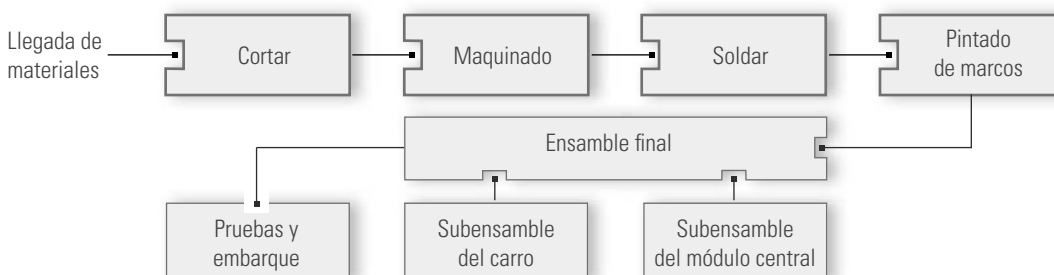 Llegada de
materiales
Cortar
Maquinado
Soldar
Pintado
de marcos
Ensamble final
Pruebas y
embarque
Subensamble
del carro
Subensamble
del módulo central